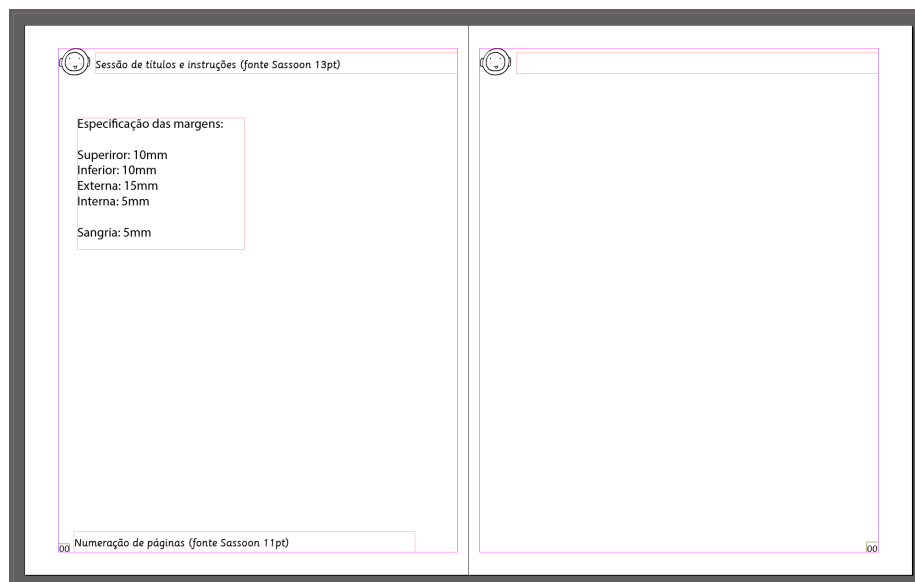 Sessão de títulos e instruções (fonte Sassoon 13pt)
Especificação das margens:
Superiror: 10mm
Inferior: 10mm
Externa: 15mm
Interna: 5mm
Sangria: 5mm
00 Numeração de páginas (fonte Sassoon 11pt)
00